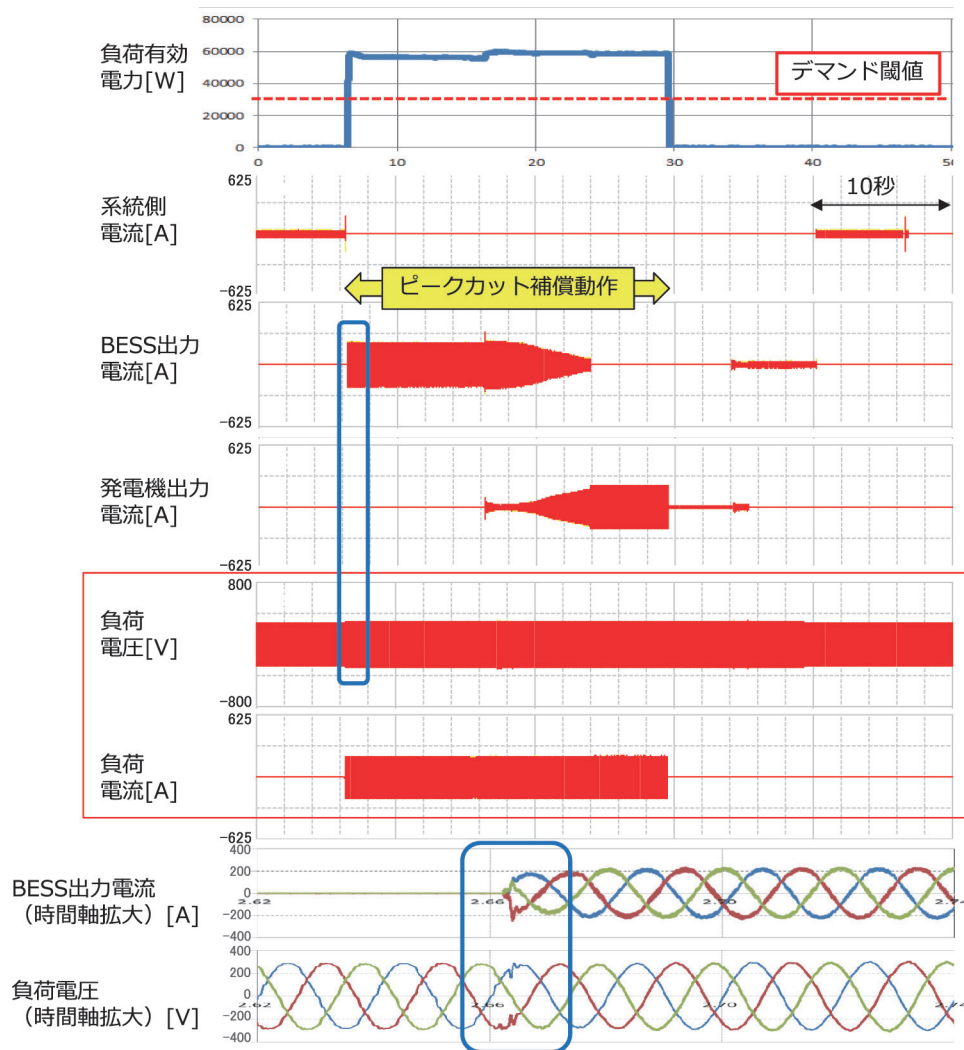 80000
60000
40000
20000
0
負荷有効
電力[W]
デマンド閾値
0
10
20
30
40
50
625
系統側
電流[A]
-625
10秒
ピークカット補償動作
625
BESS出力
電流[A]
-625
625
発電機出力
電流[A]
-625
800
負荷
電圧[V]
-800
625
負荷
電流[A]
-625
400
200
0
-200
-400
BESS出力電流
（時間軸拡大）[A]
2.62
2.66
2.70
2.74
400
200
0
-200
-400
負荷電圧
（時間軸拡大）[V]
2.62
2.66
2.70
2.74